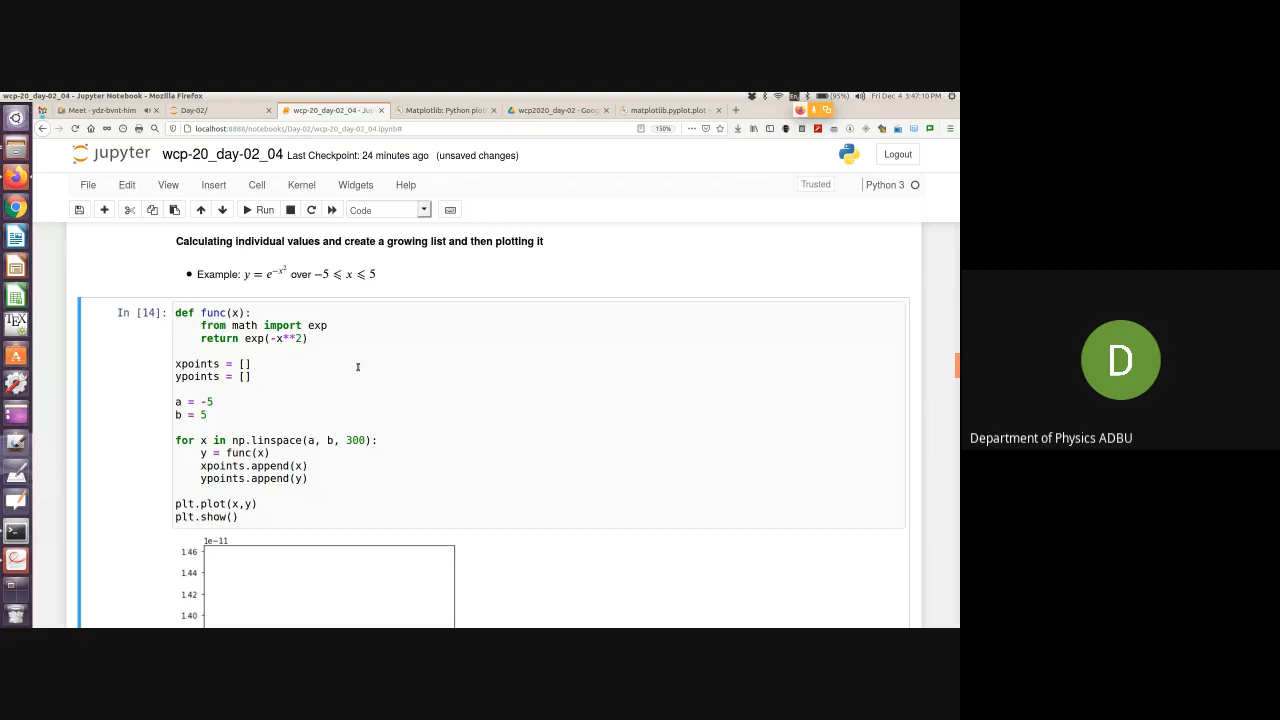 wcp-20_day-02_04 - Jupyter Notebook - Mozilla Firefox
(95%) Fri Dec 4 3:47:10 PM
Meet - ydz-bvnt-him
Day-02/
wcp-20_day-02_04 - Jup
Matplotlib: Python plot
wcp2020_day-02 - Goog
matplotlib.pyplot.plot
localhost:8888/notebooks/Day-02/wcp-20_day-02_04.ipynb#
150%
jupyter wcp-20_day-02_04 Last Checkpoint: 24 minutes ago (unsaved changes)
Logout
File Edit View Insert Cell Kernel Widgets Help
Trusted Python 3
Run Code
Calculating individual values and create a growing list and then plotting it
Example: y = e^{-x^2} over −5 ⩽ x ⩽ 5
In [14]:
def func(x):
    from math import exp
    return exp(-x**2)
xpoints = []
ypoints = []
a = -5
b = 5
for x in np.linspace(a, b, 300):
    y = func(x)
    xpoints.append(x)
    ypoints.append(y)
plt.plot(x,y)
plt.show()
1e−11
1.46
1.44
1.42
1.40
D
Department of Physics ADBU